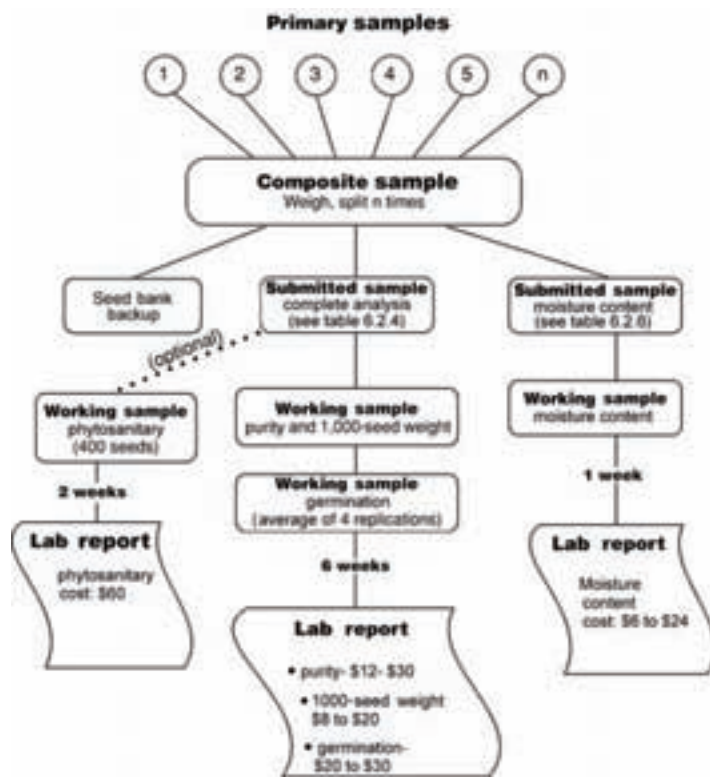 Primary samples
1 2 3 4 5 n
Composite sample
Weigh, split n times
Seed bank
backup
Submitted sample
complete analysis
(see table 6.2.4)
Submitted sample
moisture content
(see table 6.2.6)
(optional)
Working sample
phytosanitary
(400 seeds)
Working sample
purity and 1,000-seed weight
Working sample
moisture content
2 weeks
Working sample
germination
(average of 4 replications)
1 week
Lab report
phytosanitary
cost: $60
6 weeks
Lab report
Moisture
content
cost: $6 to $24
Lab report
• purity- $12- $30
• 1000-seed weight
$8 to $20
• germination-
$20 to $30